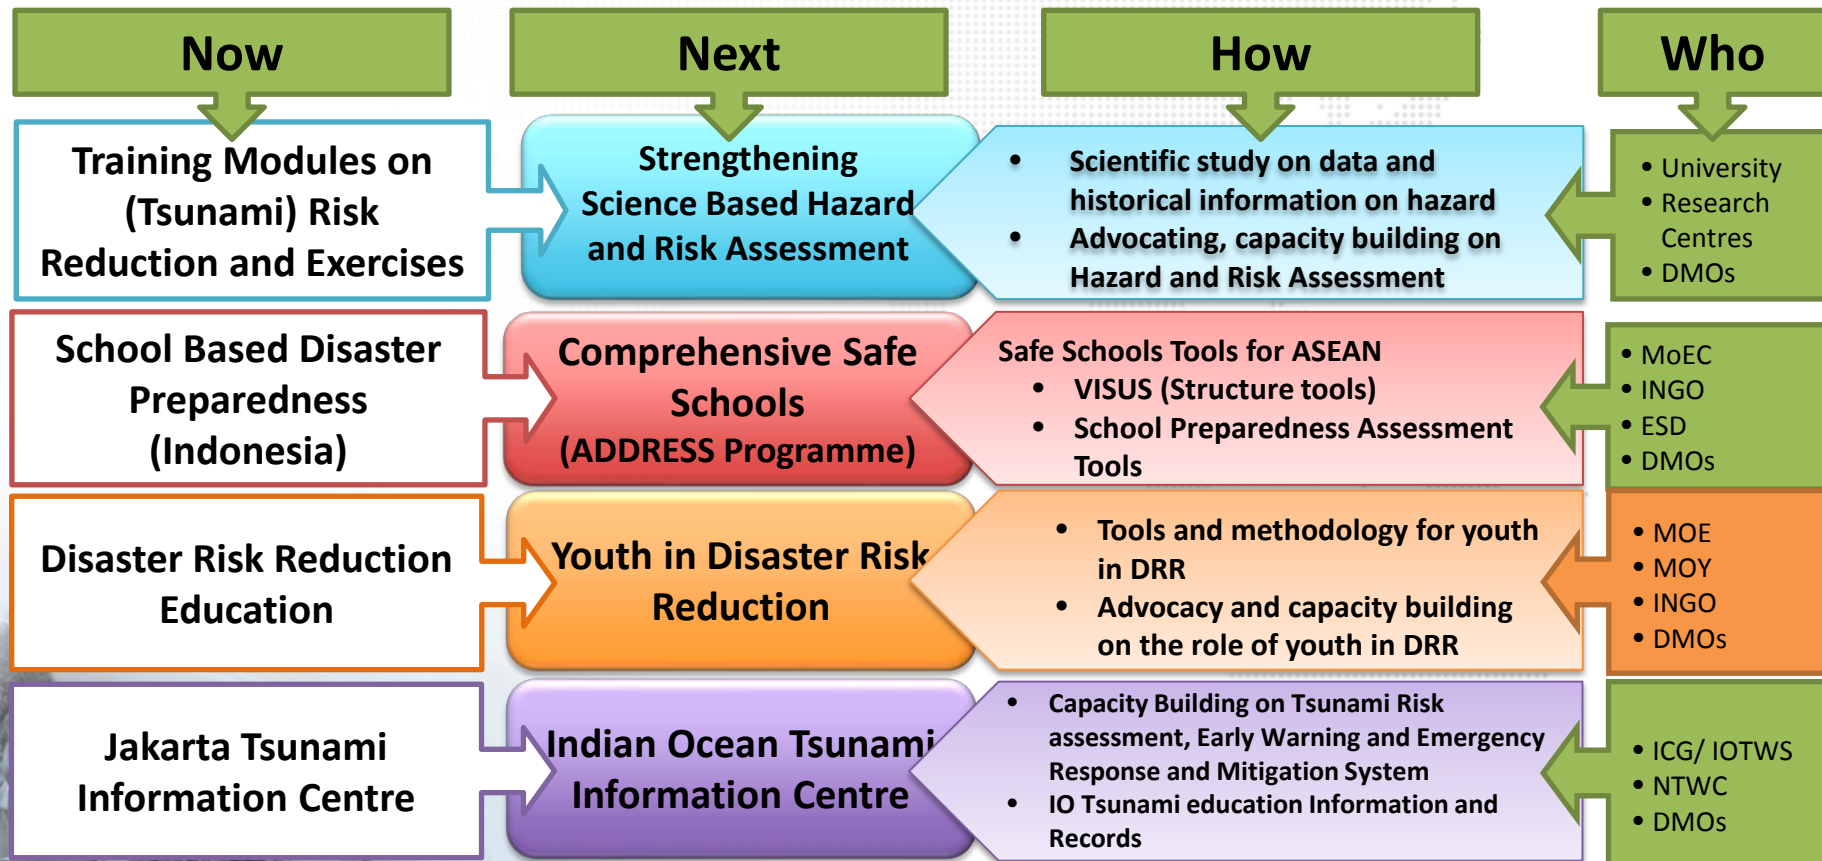 Now
Next
How
Who
Training Modules on
(Tsunami) Risk
Reduction and Exercises
Strengthening
Science Based Hazard
and Risk Assessment
• Scientific study on data and
historical information on hazard
• Advocating, capacity building on
Hazard and Risk Assessment
• University
• Research
Centres
• DMOs
School Based Disaster
Preparedness
(Indonesia)
Comprehensive Safe
Schools
(ADDRESS Programme)
Safe Schools Tools for ASEAN
• VISUS (Structure tools)
• School Preparedness Assessment
Tools
• MoEC
• INGO
• ESD
• DMOs
Disaster Risk Reduction
Education
Youth in Disaster Risk
Reduction
• Tools and methodology for youth
in DRR
• Advocacy and capacity building
on the role of youth in DRR
• MOE
• MOY
• INGO
• DMOs
Jakarta Tsunami
Information Centre
Indian Ocean Tsunami
Information Centre
• Capacity Building on Tsunami Risk
assessment, Early Warning and Emergency
Response and Mitigation System
• IO Tsunami education Information and
Records
• ICG/ IOTWS
• NTWC
• DMOs